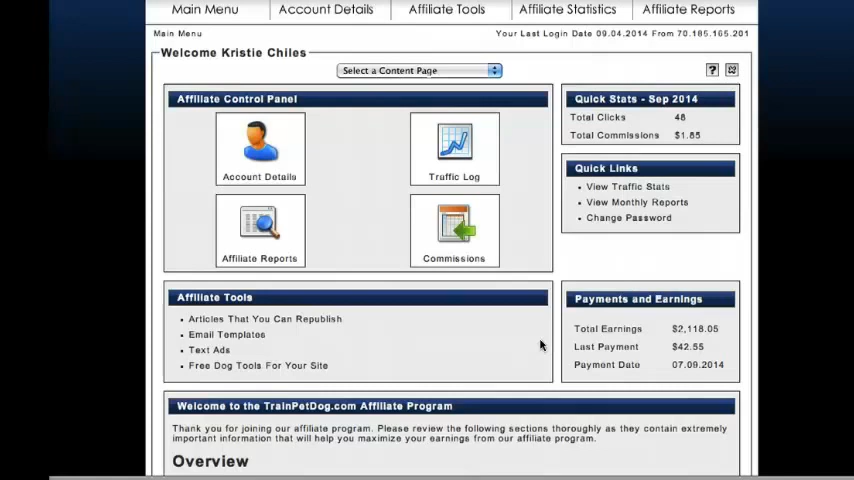 Main Menu
Account Details
Affiliate Tools
Affiliate Statistics
Affiliate Reports
Main Menu
Your Last Login Date 09.04.2014 From 70.185.165.201
Welcome Kristie Chiles
Select a Content Page
?
Affiliate Control Panel
Account Details
Traffic Log
Affiliate Reports
Commissions
Quick Stats - Sep 2014
Total Clicks 48
Total Commissions $1.85
Quick Links
• View Traffic Stats
• View Monthly Reports
• Change Password
Affiliate Tools
• Articles That You Can Republish
• Email Templates
• Text Ads
• Free Dog Tools For Your Site
Payments and Earnings
Total Earnings $2,118.05
Last Payment $42.55
Payment Date 07.09.2014
Welcome to the TrainPetDog.com Affiliate Program
Thank you for joining our affiliate program. Please review the following sections thoroughly as they contain extremely
important information that will help you maximize your earnings from our affiliate program.
Overview